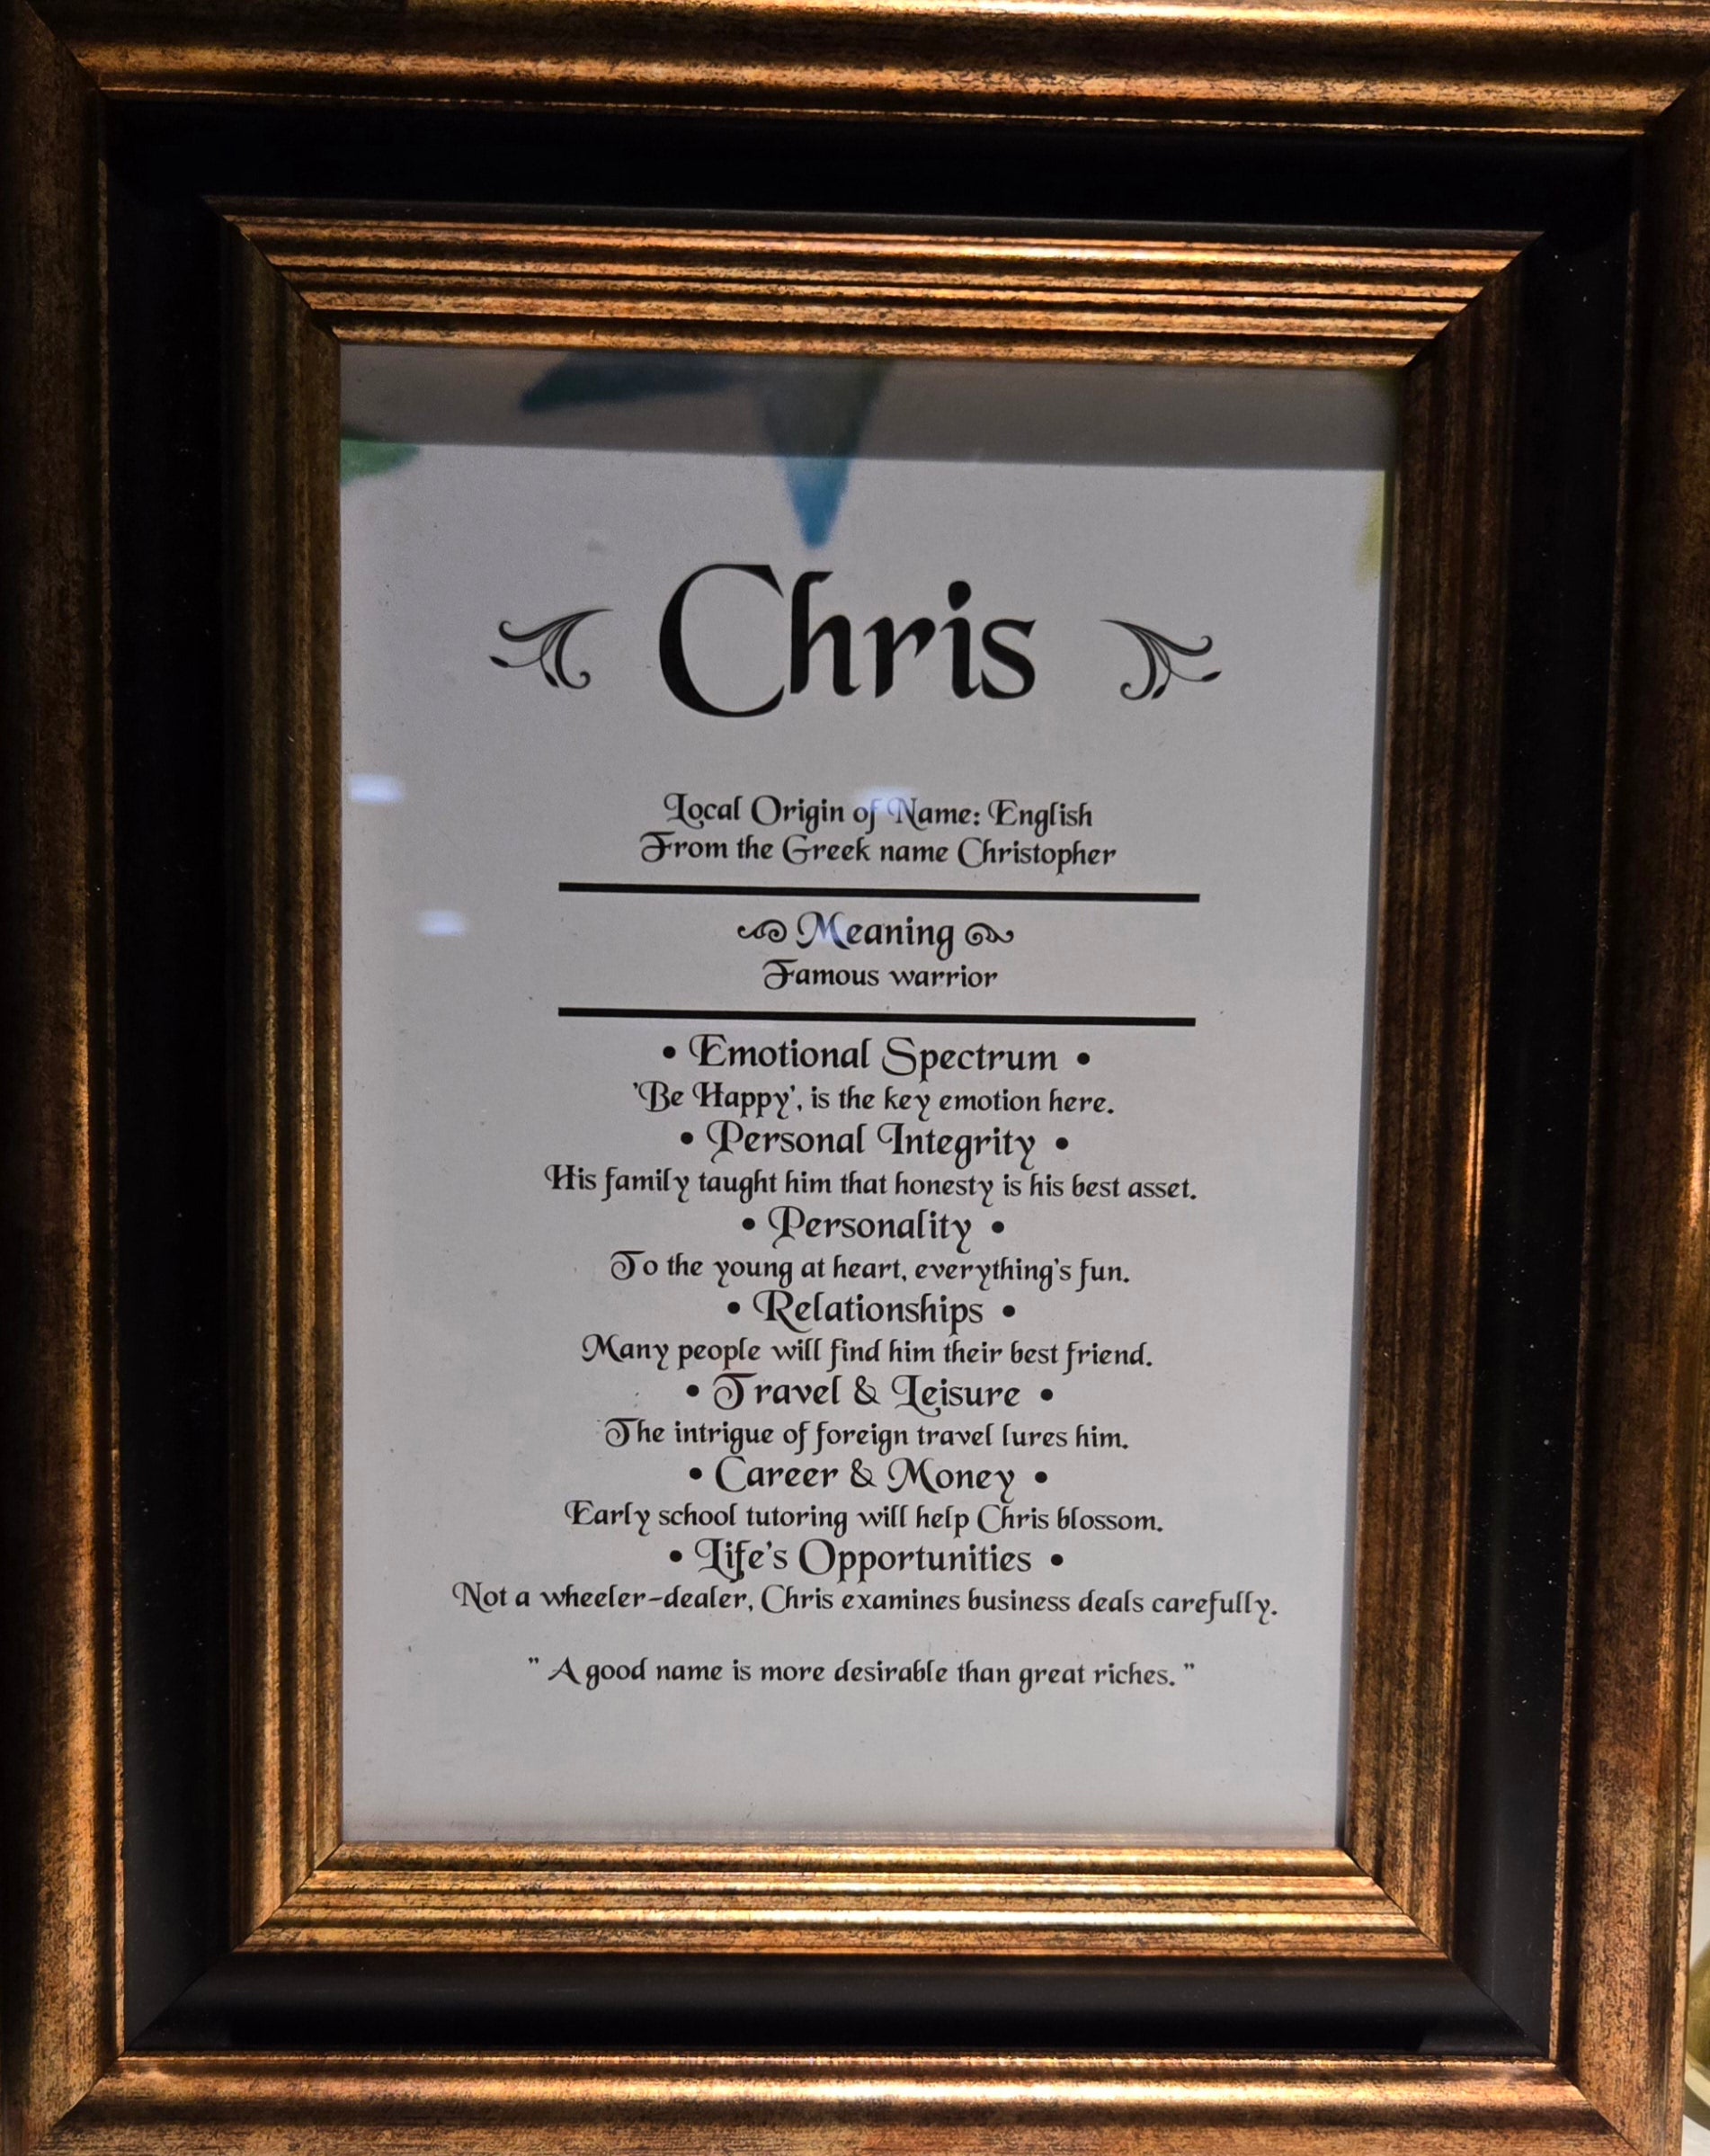 Chris
Local Origin of Name: English
From the Greek name Christopher
Meaning
Famous warrior
• Emotional Spectrum •
'Be Happy', is the key emotion here.
• Personal Integrity •
His family taught him that honesty is his best asset.
• Personality •
To the young at heart, everything's fun.
• Relationships •
Many people will find him their best friend.
• Travel & Leisure •
The intrigue of foreign travel lures him.
• Career & Money •
Early school tutoring will help Chris blossom.
• Life's Opportunities •
Not a wheeler-dealer, Chris examines business deals carefully.
" A good name is more desirable than great riches. "